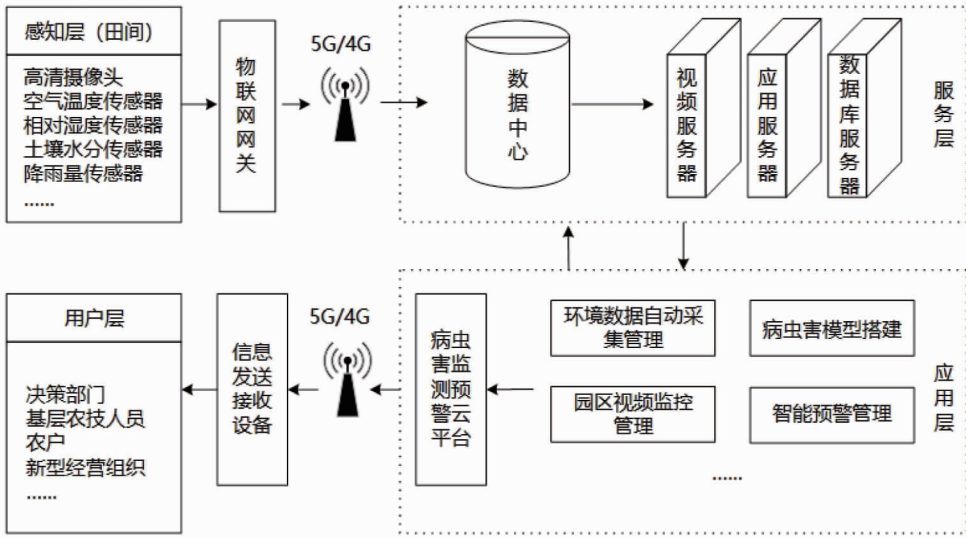 感知层（田间）
高清摄像头
空气温度传感器
相对湿度传感器
土壤水分传感器
降雨量传感器
......
物联网网关
5G/4G
数据中心
视频服务器
应用服务器
数据库服务器
服务层
用户层
决策部门
基层农技人员
农户
新型经营组织
......
信息
发送
接收
设备
5G/4G
病虫
害监
测预
警云
平台
环境数据自动采
集管理
病虫害模型搭建
园区视频监控
管理
智能预警管理
......
应用层